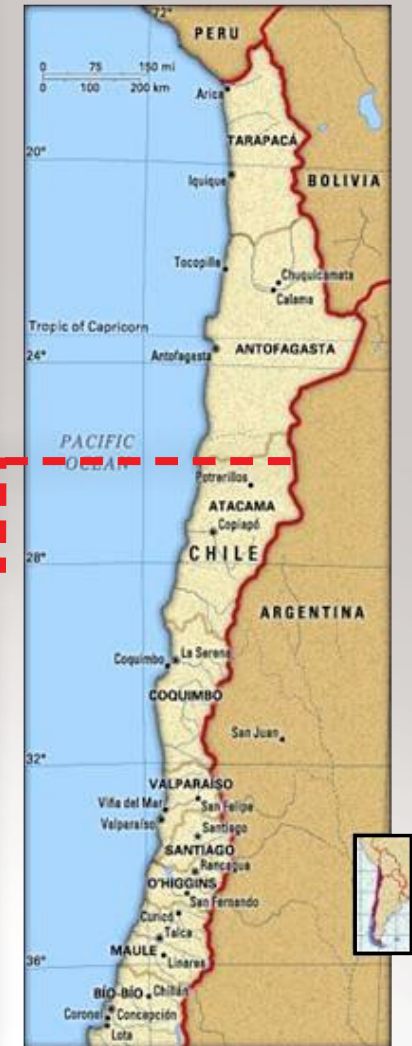 72°
PERU
0 75 150 mi
0 100 200 km
Arica
TARAPACÁ
20°
Iquique
BOLIVIA
Tocopilla
Chuquicamata
Calama
Tropic of Capricorn
ANTOFAGASTA
Antofagasta
24°
PACIFIC
OCEAN
Potrerillos
ATACAMA
Copiapó
CHILE
28°
ARGENTINA
La Serena
Coquimbo
COQUIMBO
San Juan
32°
VALPARAÍSO
Viña del Mar
San Felipe
Valparaíso
Santiago
SANTIAGO
Rancagua
O'HIGGINS
San Fernando
Curicó
Talca
MAULE
Linares
36°
BÍO-BÍO
Chillán
Coronel
Concepción
Lota